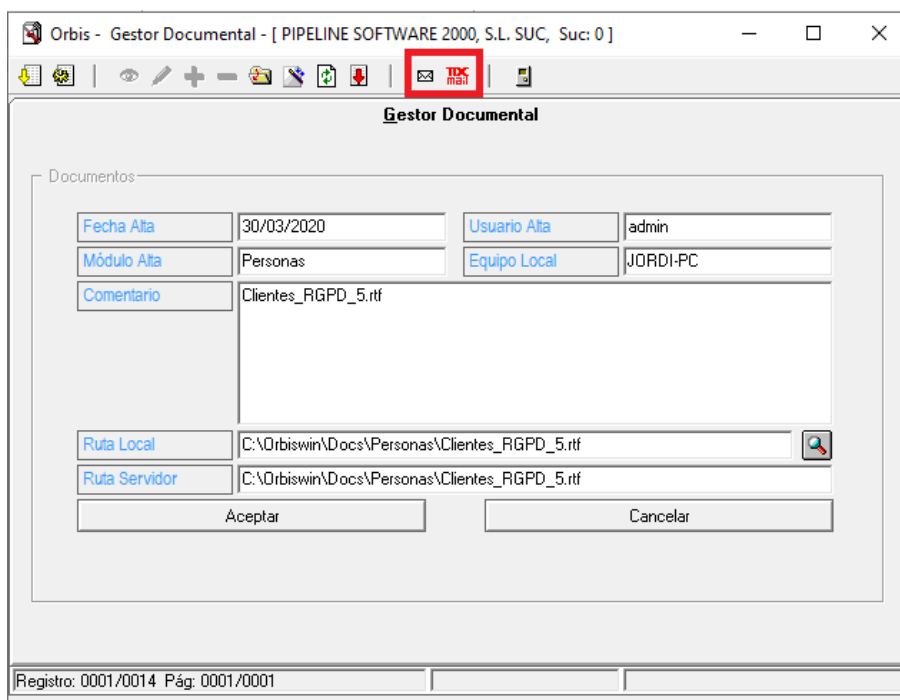 Orbis - Gestor Documental - [ PIPELINE SOFTWARE 2000, S.L. SUC, Suc: 0 ]
TDC mail
Gestor Documental
Documentos
Fecha Alta 30/03/2020 Usuario Alta admin
Módulo Alta Personas Equipo Local JORDI-PC
Comentario Clientes_RGPD_5.rtf
Ruta Local C:\Orbiswin\Docs\Personas\Clientes_RGPD_5.rtf
Ruta Servidor C:\Orbiswin\Docs\Personas\Clientes_RGPD_5.rtf
Aceptar Cancelar
Registro: 0001/0014 Pág: 0001/0001